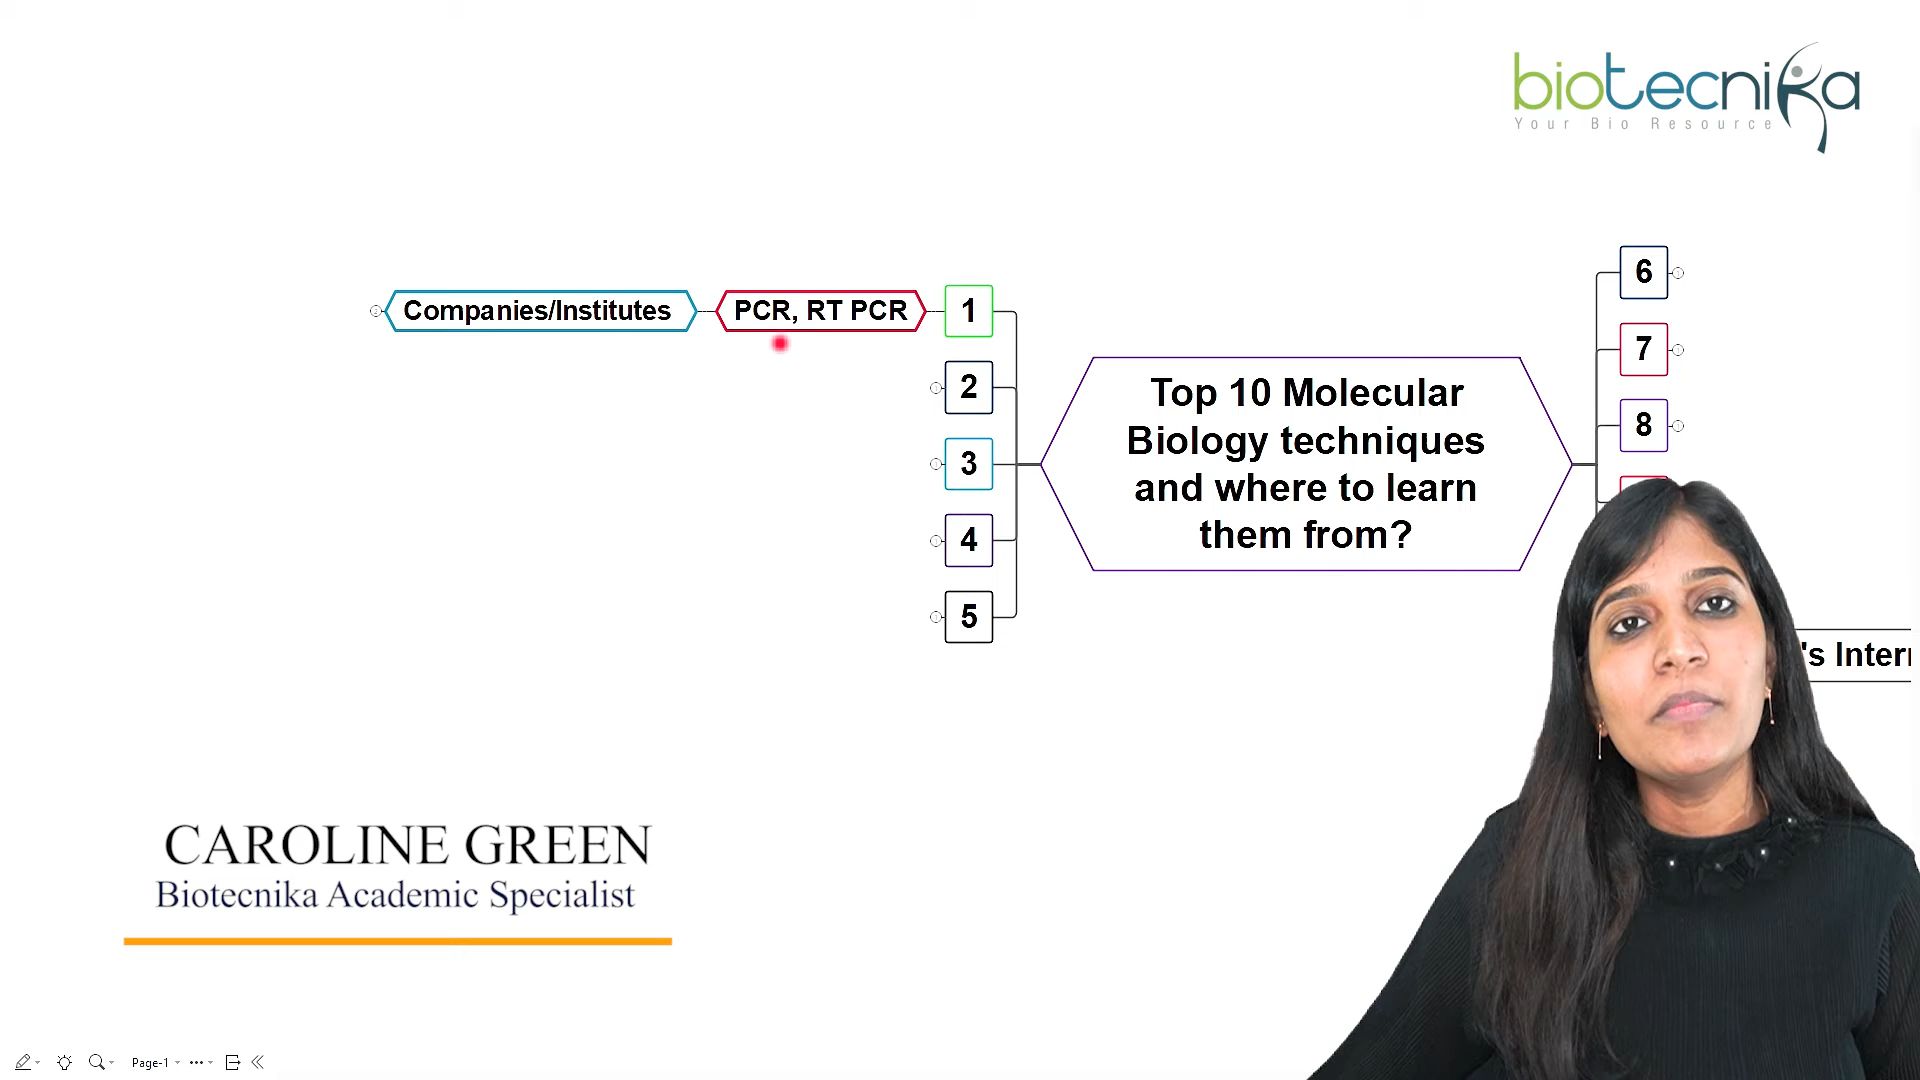 biotecnika
Your Bio Resource
Companies/Institutes
PCR, RT PCR
1
2
3
4
5
Top 10 Molecular
Biology techniques
and where to learn
them from?
6
7
8
's Intern
CAROLINE GREEN
Biotecnika Academic Specialist
Page-1